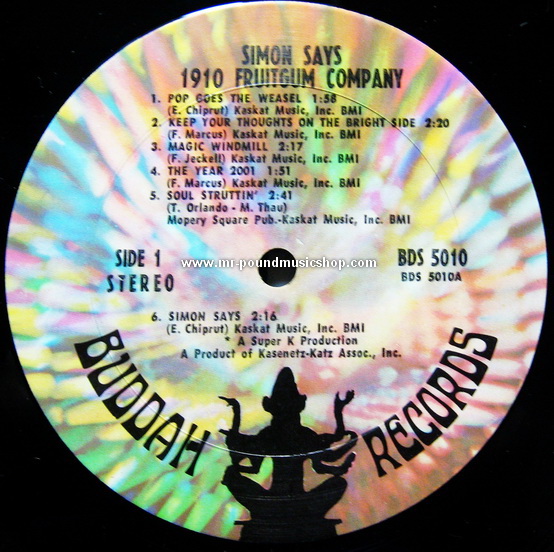 SIMON SAYS
1910 FRUITGUM COMPANY
1. POP GOES THE WEASEL 1:58
(E. Chiprut) Kaskat Music, Inc. BMI
2. KEEP YOUR THOUGHTS ON THE BRIGHT SIDE 2:20
(F. Marcus) Kaskat Music, Inc. BMI
3. MAGIC WINDMILL 2:17
(F. Jeckell) Kaskat Music, Inc. BMI
4. THE YEAR 2001 1:51
(F. Marcus) Kaskat Music, Inc. BMI
5. SOUL STRUTTIN' 2:41
(T. Orlando - M. Thau)
Mopery Square Pub.-Kaskat Music, Inc. BMI
SIDE 1
STEREO
www.mr-poundmusicshop.com
BDS 5010
BDS 5010A
6. SIMON SAYS 2:16
(E. Chiprut) Kaskat Music, Inc. BMI
* A Super K Production
A Product of Kasenetz-Katz Assoc., Inc.
BUDDAH RECORDS